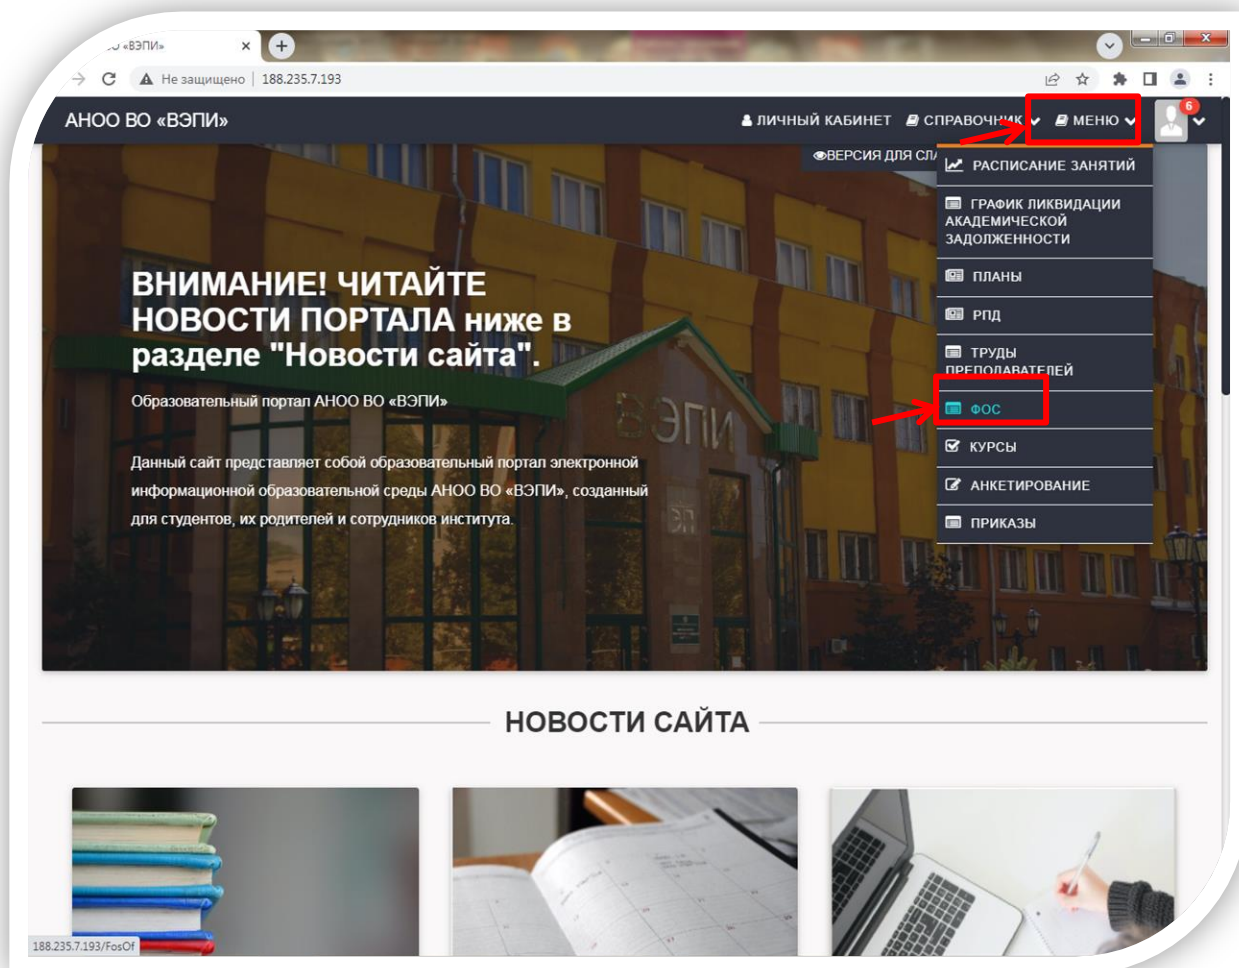 «ВЭПИ»
Не защищено 188.235.7.193
АНОО ВО «ВЭПИ»
ЛИЧНЫЙ КАБИНЕТ СПРАВОЧНИК МЕНЮ 6
ВЕРСИЯ ДЛЯ
РАСПИСАНИЕ ЗАНЯТИЙ
ГРАФИК ЛИКВИДАЦИИ
АКАДЕМИЧЕСКОЙ
ЗАДОЛЖЕННОСТИ
ПЛАНЫ
РПД
ТРУДЫ
ПРЕПОДАВАТЕЛЕЙ
ФОС
КУРСЫ
АНКЕТИРОВАНИЕ
ПРИКАЗЫ
ВНИМАНИЕ! ЧИТАЙТЕ
НОВОСТИ ПОРТАЛА ниже в
разделе "Новости сайта".
Образовательный портал АНОО ВО «ВЭПИ»
Данный сайт представляет собой образовательный портал электронной
информационной образовательной среды АНОО ВО «ВЭПИ», созданный
для студентов, их родителей и сотрудников института.
ВЭПИ
НОВОСТИ САЙТА
188.235.7.193/FosOf